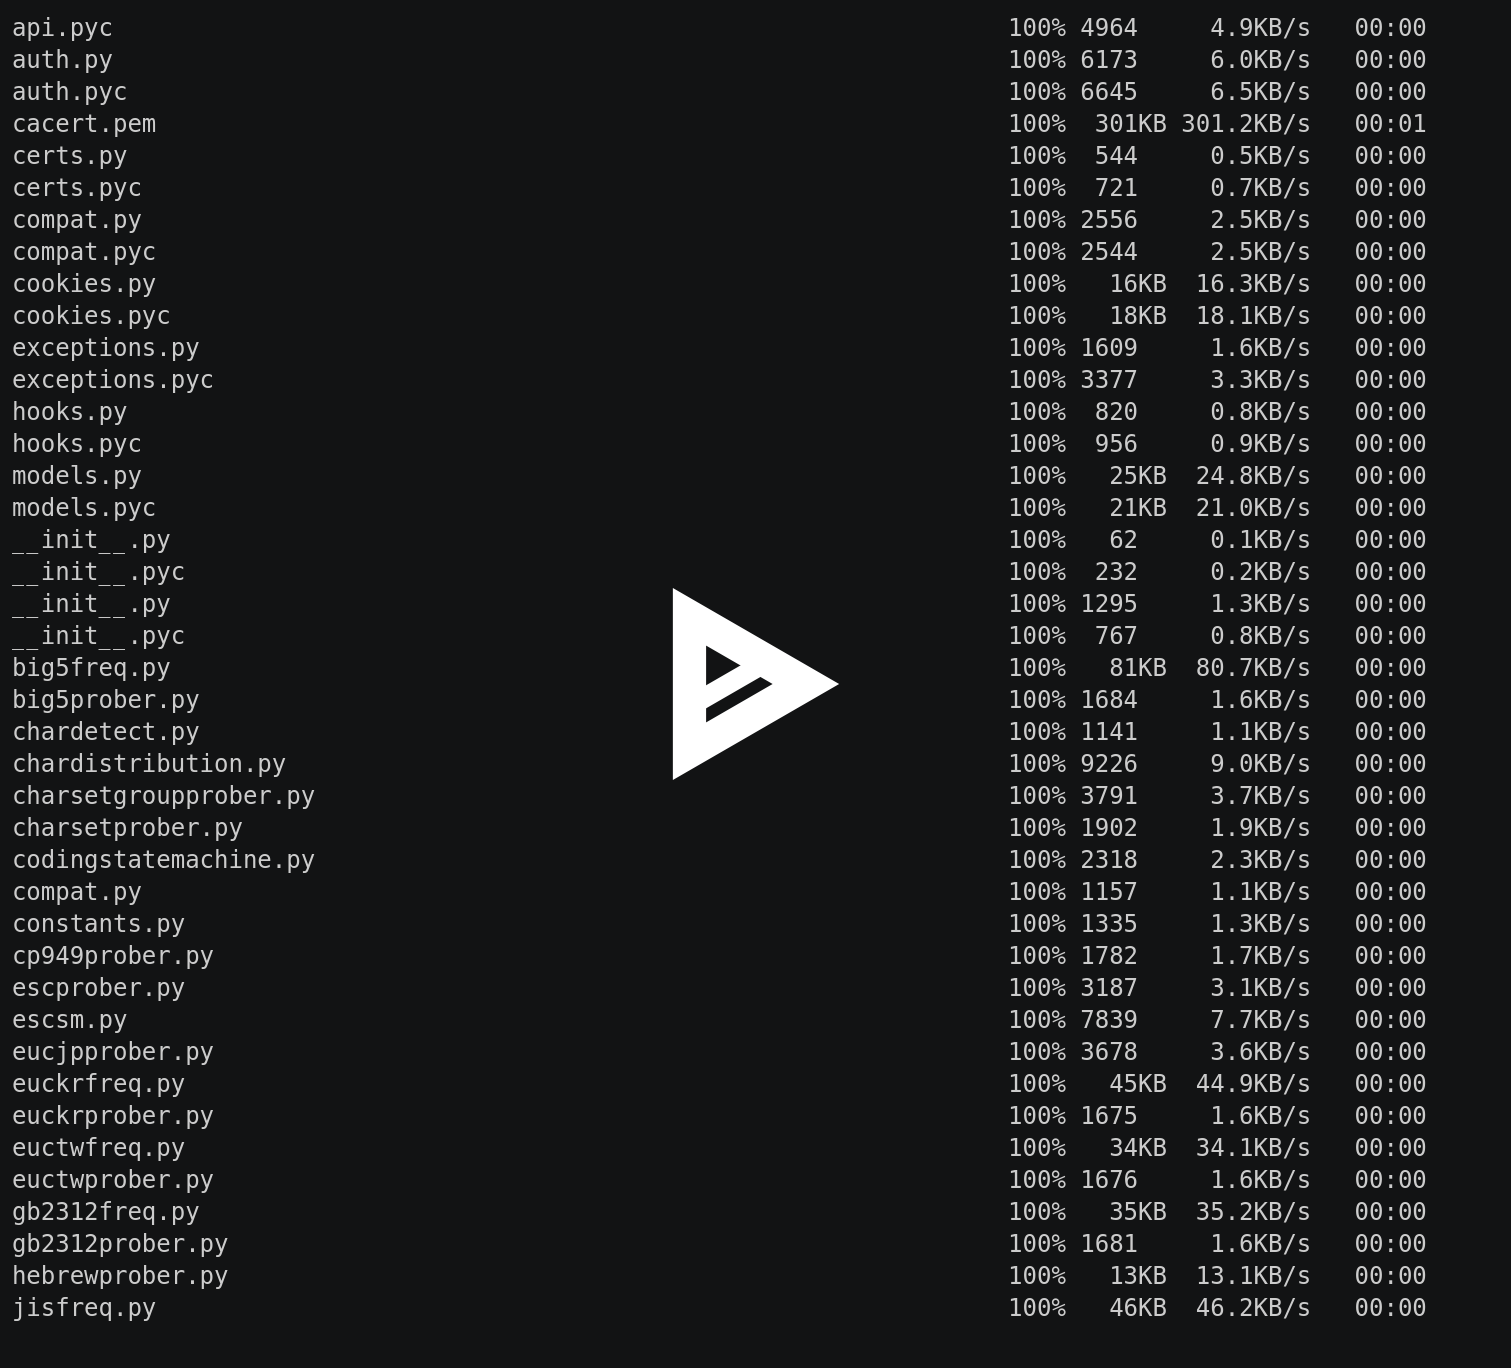 api.pyc 100% 4964 4.9KB/s 00:00
auth.py 100% 6173 6.0KB/s 00:00
auth.pyc 100% 6645 6.5KB/s 00:00
cacert.pem 100% 301KB 301.2KB/s 00:01
certs.py 100% 544 0.5KB/s 00:00
certs.pyc 100% 721 0.7KB/s 00:00
compat.py 100% 2556 2.5KB/s 00:00
compat.pyc 100% 2544 2.5KB/s 00:00
cookies.py 100% 16KB 16.3KB/s 00:00
cookies.pyc 100% 18KB 18.1KB/s 00:00
exceptions.py 100% 1609 1.6KB/s 00:00
exceptions.pyc 100% 3377 3.3KB/s 00:00
hooks.py 100% 820 0.8KB/s 00:00
hooks.pyc 100% 956 0.9KB/s 00:00
models.py 100% 25KB 24.8KB/s 00:00
models.pyc 100% 21KB 21.0KB/s 00:00
__init__.py 100% 62 0.1KB/s 00:00
__init__.pyc 100% 232 0.2KB/s 00:00
__init__.py 100% 1295 1.3KB/s 00:00
__init__.pyc 100% 767 0.8KB/s 00:00
big5freq.py 100% 81KB 80.7KB/s 00:00
big5prober.py 100% 1684 1.6KB/s 00:00
chardetect.py 100% 1141 1.1KB/s 00:00
chardistribution.py 100% 9226 9.0KB/s 00:00
charsetgroupprober.py 100% 3791 3.7KB/s 00:00
charsetprober.py 100% 1902 1.9KB/s 00:00
codingstatemachine.py 100% 2318 2.3KB/s 00:00
compat.py 100% 1157 1.1KB/s 00:00
constants.py 100% 1335 1.3KB/s 00:00
cp949prober.py 100% 1782 1.7KB/s 00:00
escprober.py 100% 3187 3.1KB/s 00:00
escsm.py 100% 7839 7.7KB/s 00:00
eucjpprober.py 100% 3678 3.6KB/s 00:00
euckrfreq.py 100% 45KB 44.9KB/s 00:00
euckrprober.py 100% 1675 1.6KB/s 00:00
euctwfreq.py 100% 34KB 34.1KB/s 00:00
euctwprober.py 100% 1676 1.6KB/s 00:00
gb2312freq.py 100% 35KB 35.2KB/s 00:00
gb2312prober.py 100% 1681 1.6KB/s 00:00
hebrewprober.py 100% 13KB 13.1KB/s 00:00
jisfreq.py 100% 46KB 46.2KB/s 00:00